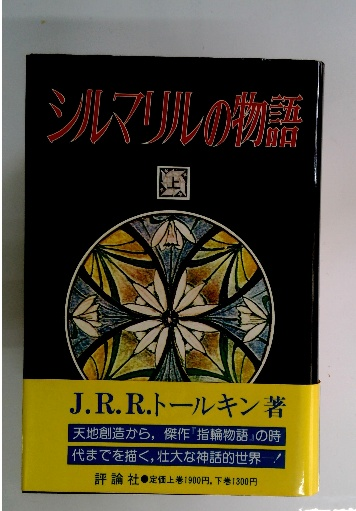 シルマリルの物語
上
J.R.R.トールキン著
天地創造から，傑作『指輪物語』の時
代までを描く，壮大な神話的世界―!
評論社●定価上巻1900円，下巻1300円